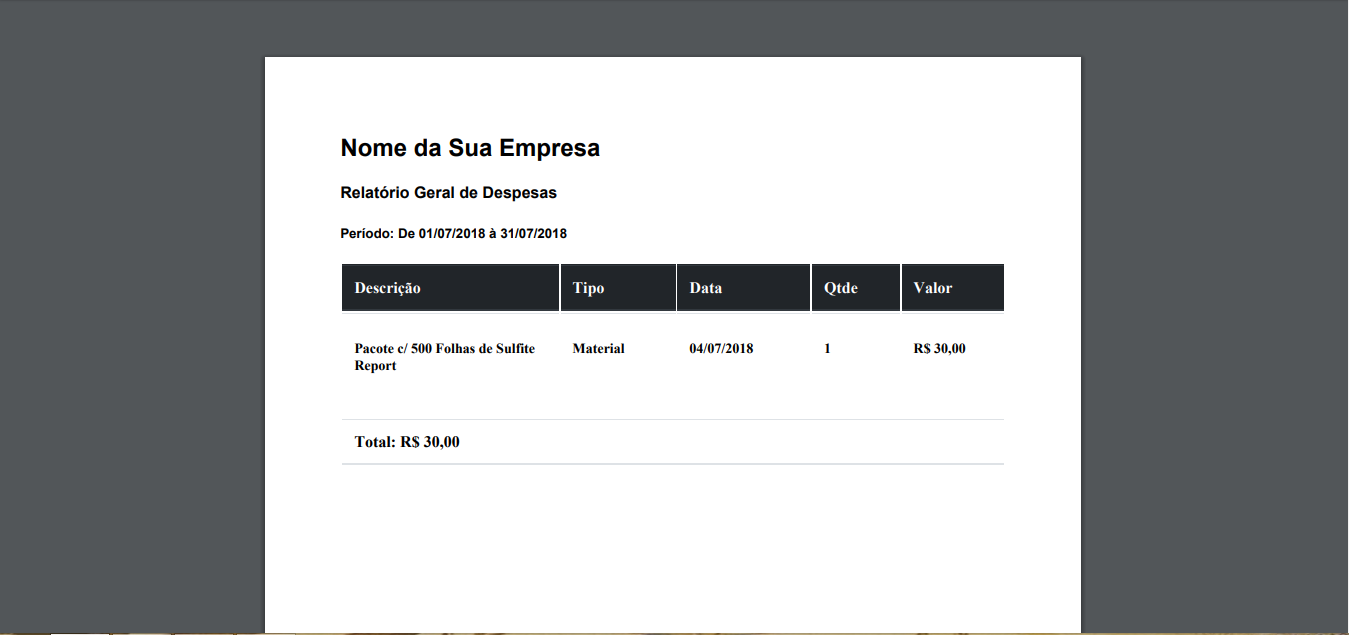 Nome da Sua Empresa
Relatório Geral de Despesas
Período: De 01/07/2018 à 31/07/2018
Descrição Tipo Data Qtde Valor
Pacote c/ 500 Folhas de Sulfite Material 04/07/2018 1 R$ 30,00
Report
Total: R$ 30,00